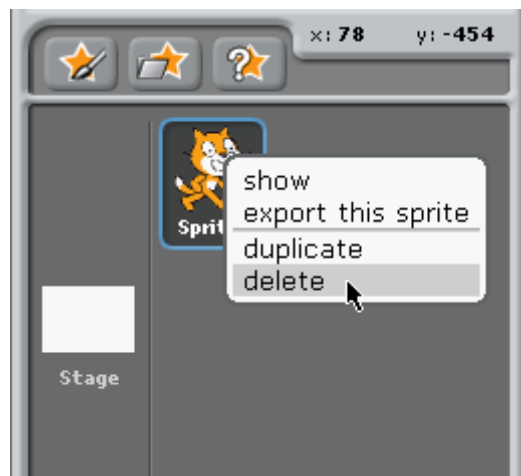 x: 78 y: -454
show
export this sprite
duplicate
delete
Stage